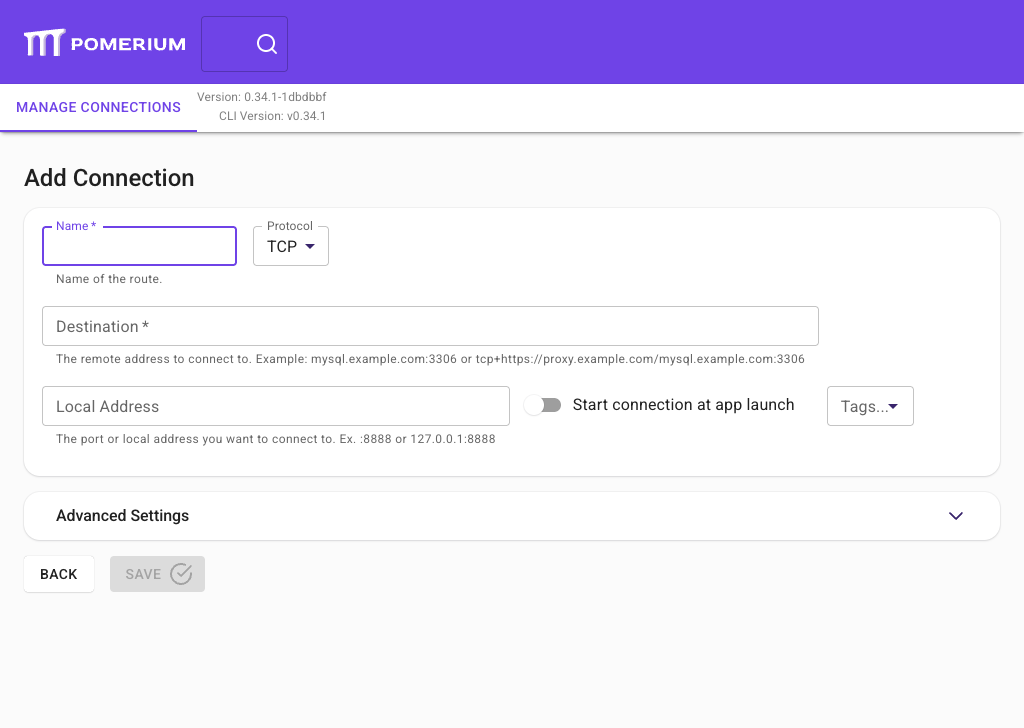 POMERIUM
MANAGE CONNECTIONS
Version: 0.34.1-1dbdbbf
CLI Version: v0.34.1
Add Connection
Name *
Protocol
TCP
Name of the route.
Destination *
The remote address to connect to. Example: mysql.example.com:3306 or tcp+https://proxy.example.com/mysql.example.com:3306
Local Address
Start connection at app launch
Tags...
The port or local address you want to connect to. Ex. :8888 or 127.0.0.1:8888
Advanced Settings
BACK
SAVE